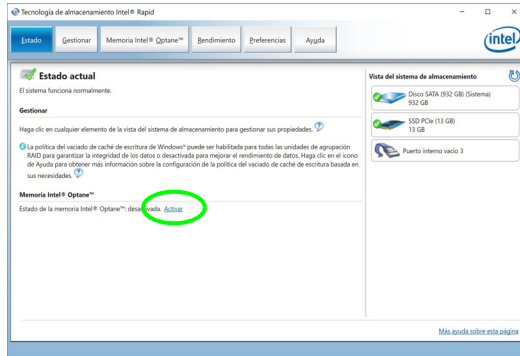 Tecnología de almacenamiento Intel® Rapid
Estado
Gestionar
Memoria Intel® Optane™
Rendimiento
Preferencias
Ayuda
intel
Estado actual
El sistema funciona normalmente.
Gestionar
Haga clic en cualquier elemento de la vista del sistema de almacenamiento para gestionar sus propiedades.
La política del vaciado de caché de escritura de Windows* puede ser habilitada para todas las unidades de agrupación
RAID para garantizar la integridad de los datos o desactivada para mejorar el rendimiento de datos. Haga clic en el icono
de Ayuda para obtener más información sobre la configuración de la política del vaciado de caché de escritura basada en
sus necesidades.
Memoria Intel® Optane™
Estado de la memoria Intel® Optane™: desactivada. Activar
Vista del sistema de almacenamiento
Disco SATA (932 GB) (Sistema)
932 GB
SSD PCIe (13 GB)
13 GB
Puerto interno vacio 3
Más ayuda sobre esta página